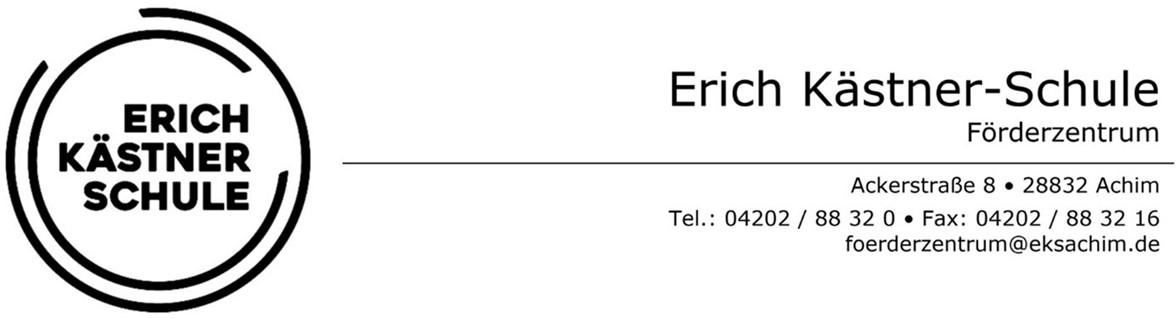 ERICH
KÄSTNER
SCHULE
Erich Kästner-Schule
Förderzentrum
Ackerstraße 8 • 28832 Achim
Tel.: 04202 / 88 32 0 • Fax: 04202 / 88 32 16
foerderzentrum@eksachim.de